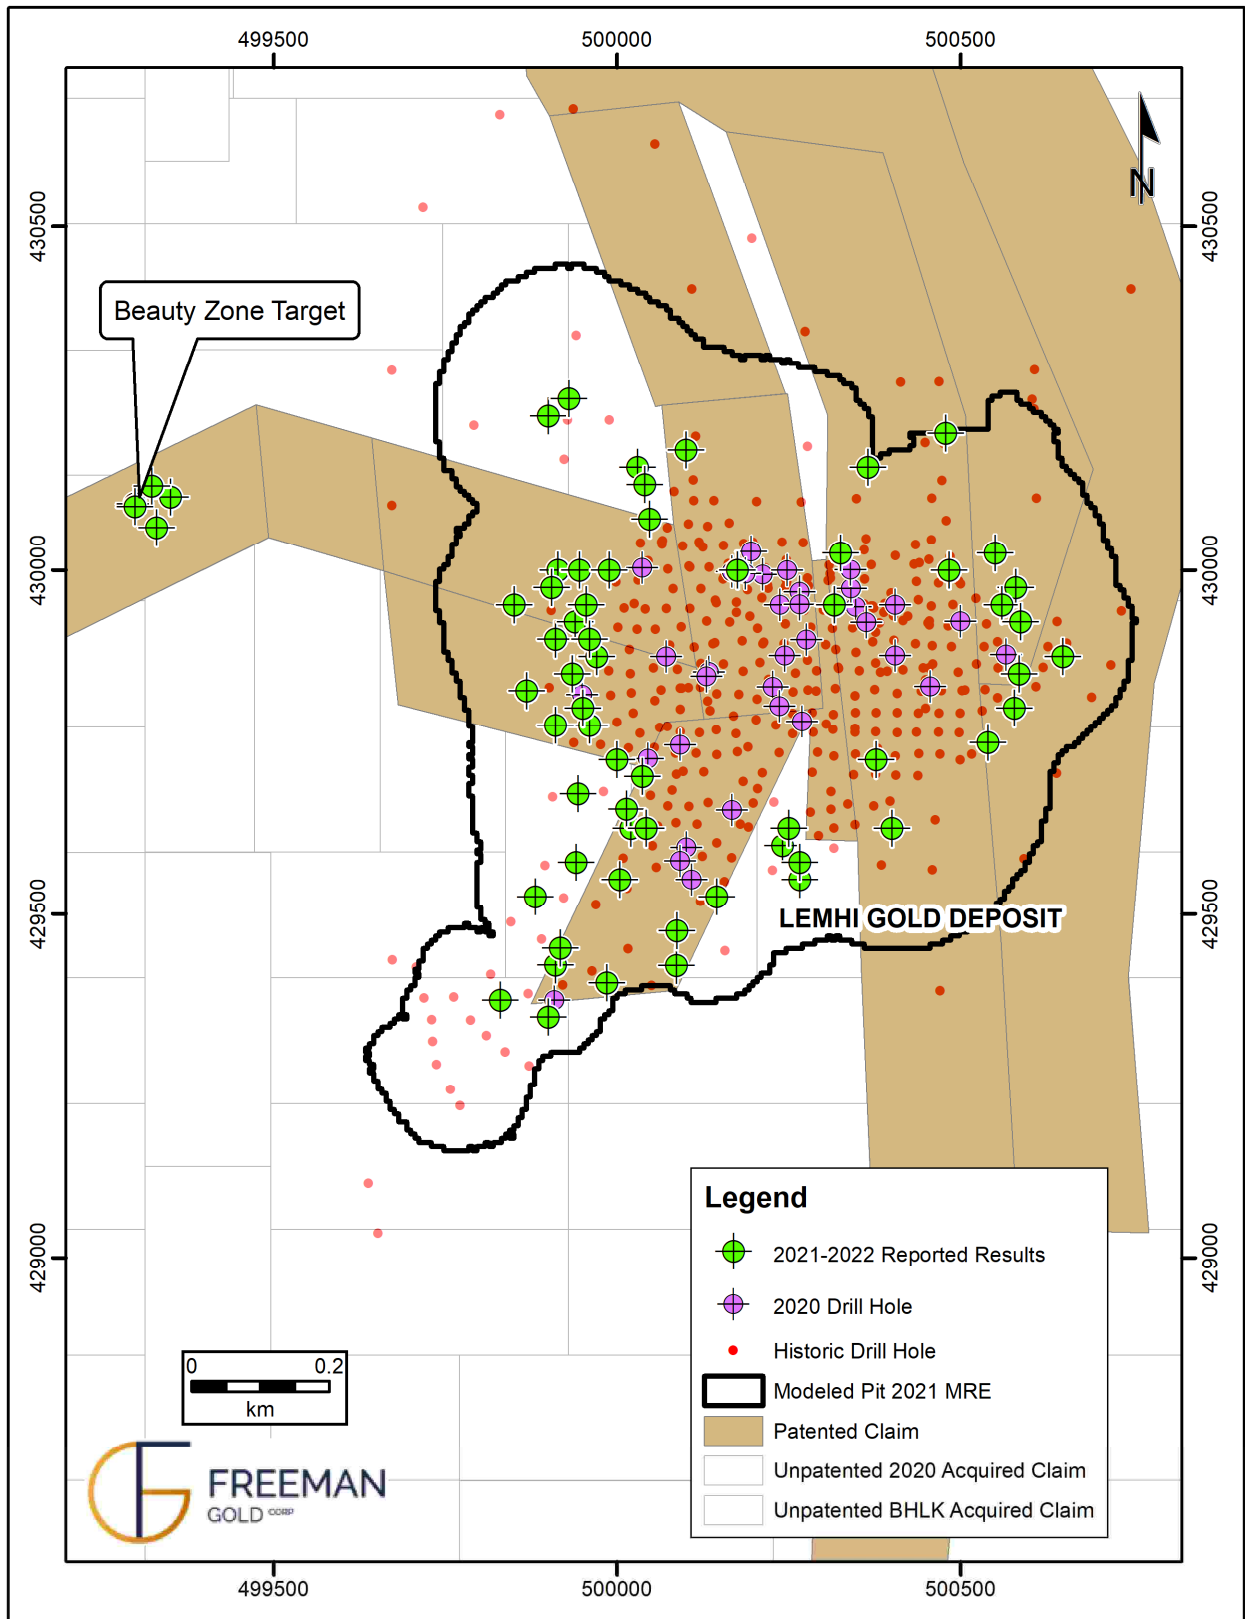 499500 500000 500500
N
430500 430500
Beauty Zone Target
430000 430000
429500 429500
LEMHI GOLD DEPOSIT
429000 429000
Legend
2021-2022 Reported Results
2020 Drill Hole
Historic Drill Hole
Modeled Pit 2021 MRE
Patented Claim
Unpatented 2020 Acquired Claim
Unpatented BHLK Acquired Claim
0 0.2
km
FREEMAN
GOLD CORP
499500 500000 500500